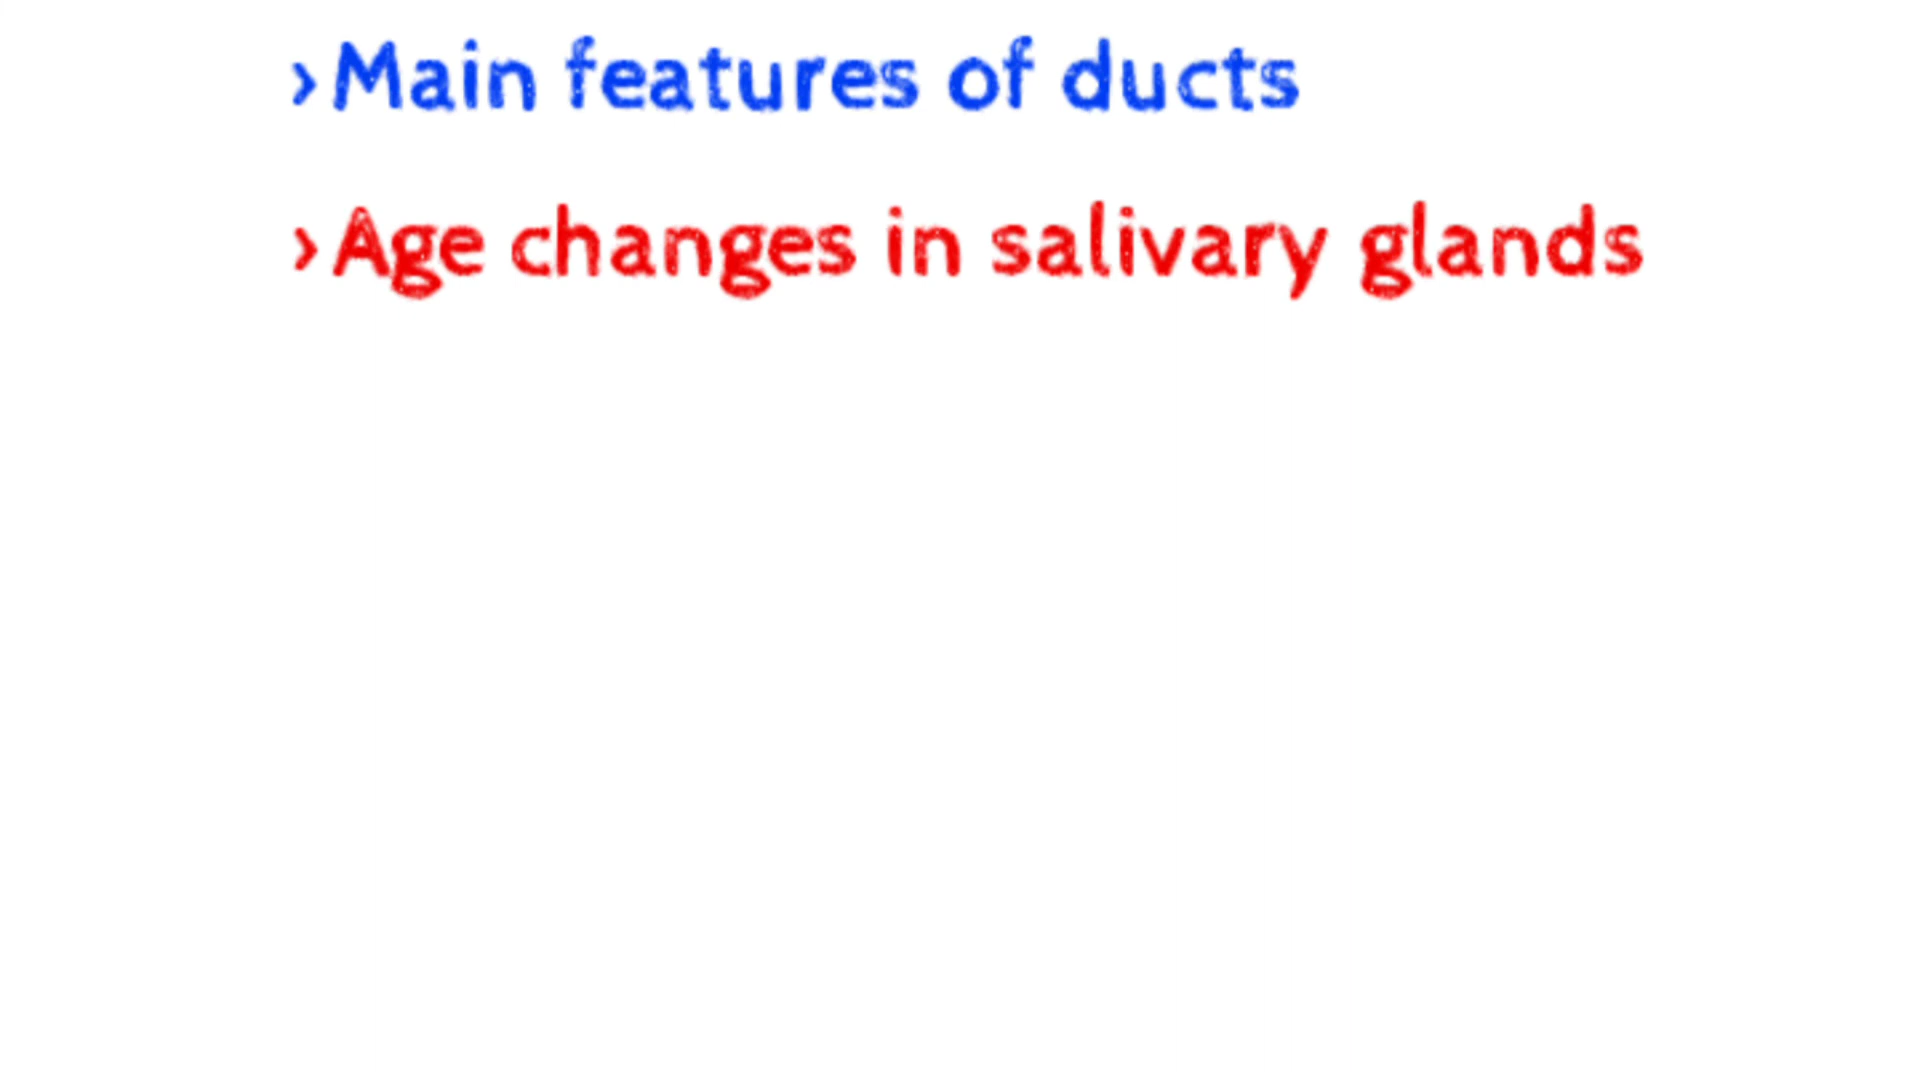 ›Main features of ducts
›Age changes in salivary glands